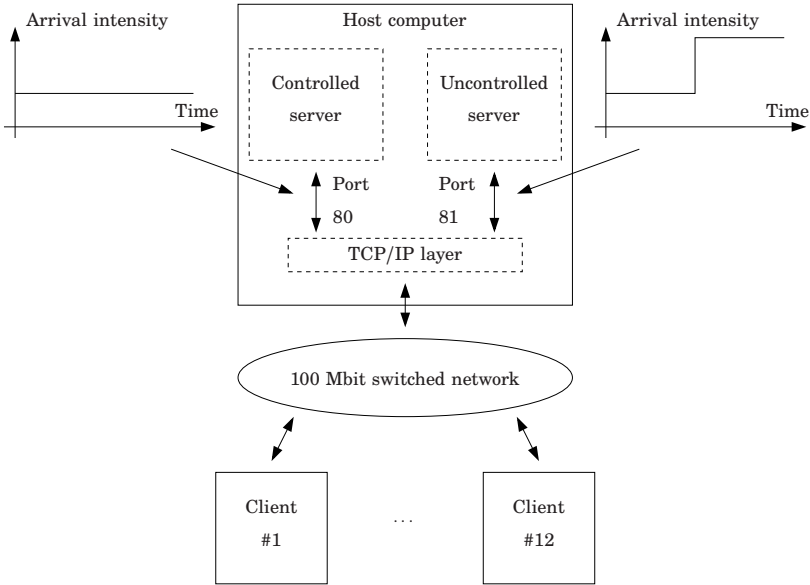 Arrival intensity
Time
Host computer
Controlled
server
Uncontrolled
server
Port
80
Port
81
TCP/IP layer
Arrival intensity
Time
100 Mbit switched network
Client
#1
...
Client
#12